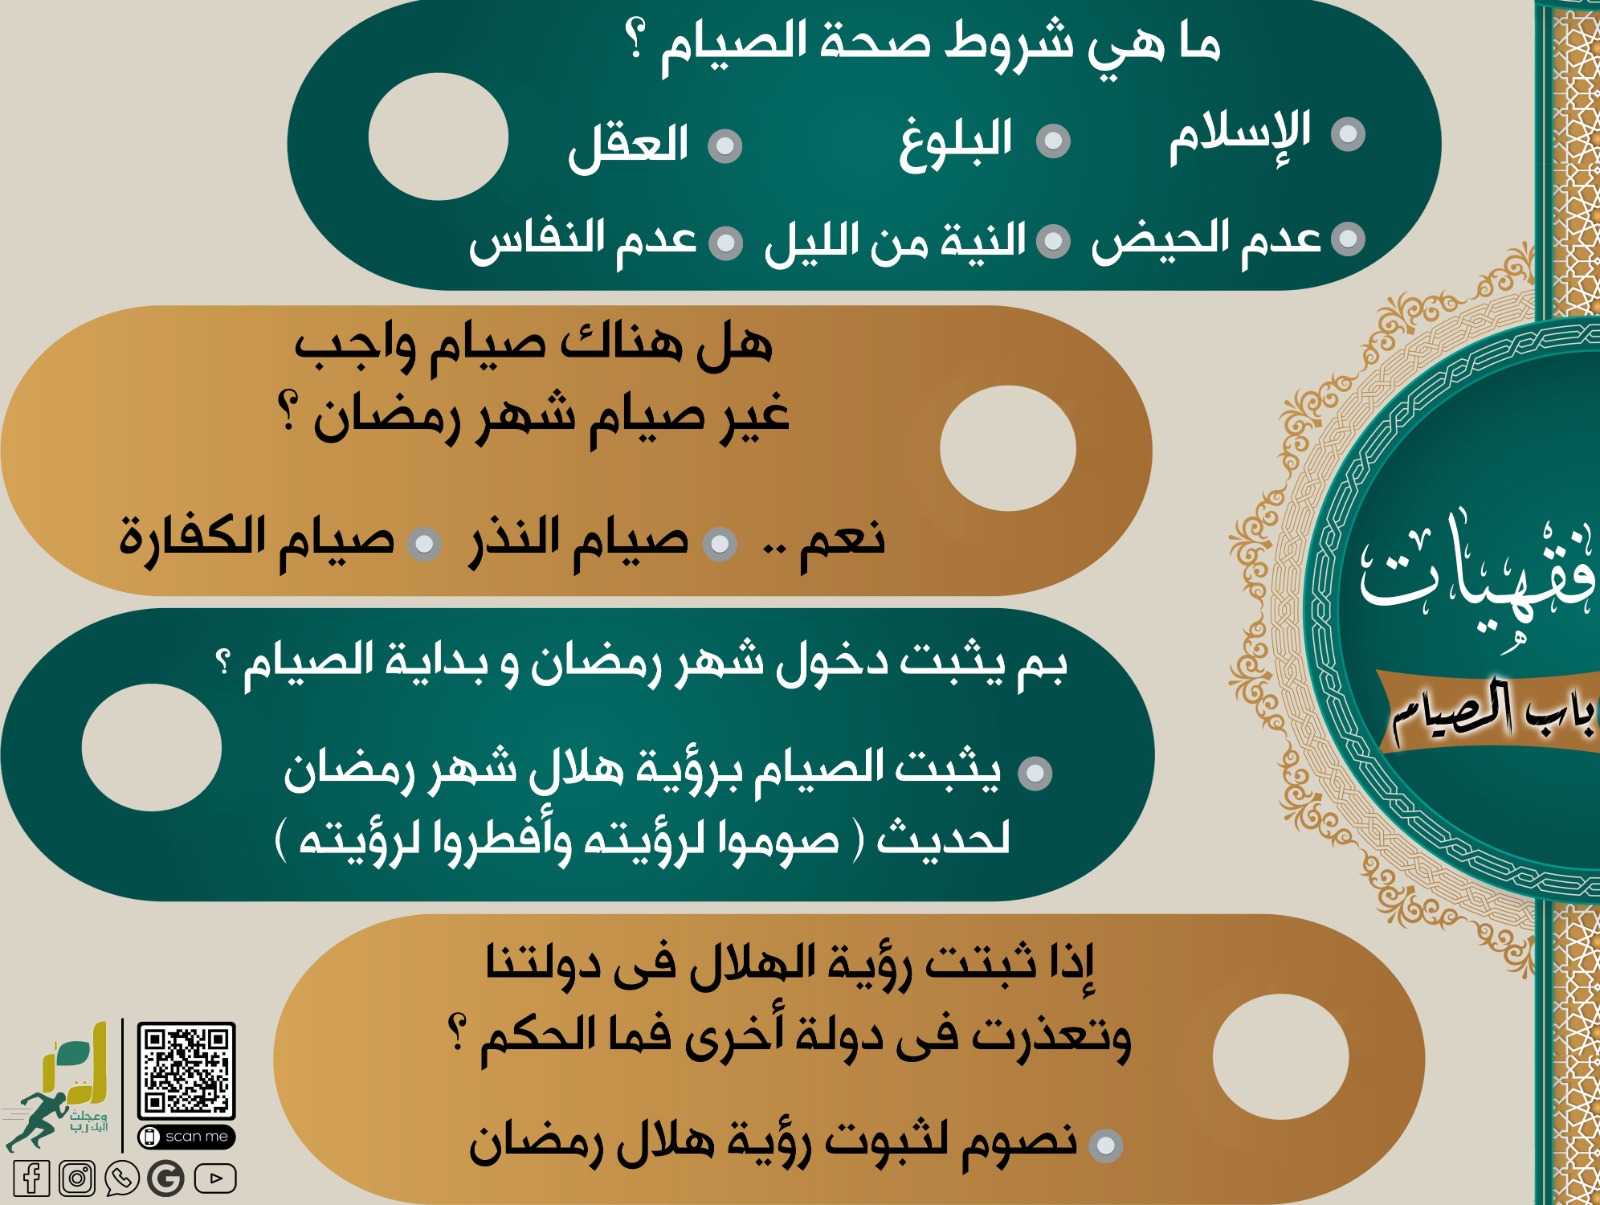 ما هي شروط صحة الصيام ؟
الإسلام
البلوغ
العقل
عدم الحيض
النية من الليل
عدم النفاس
هل هناك صيام واجب
غير صيام شهر رمضان ؟
نعم ..
صيام النذر
صيام الكفارة
فقهيات
باب الصيام
بم يثبت دخول شهر رمضان و بداية الصيام ؟
يثبت الصيام برؤية هلال شهر رمضان
لحديث ( صوموا لرؤيته وأفطروا لرؤيته )
إذا ثبتت رؤية الهلال فى دولتنا
وتعذرت فى دولة أخرى فما الحكم ؟
نصوم لثبوت رؤية هلال رمضان
وعجلت
اليك رب
scan me